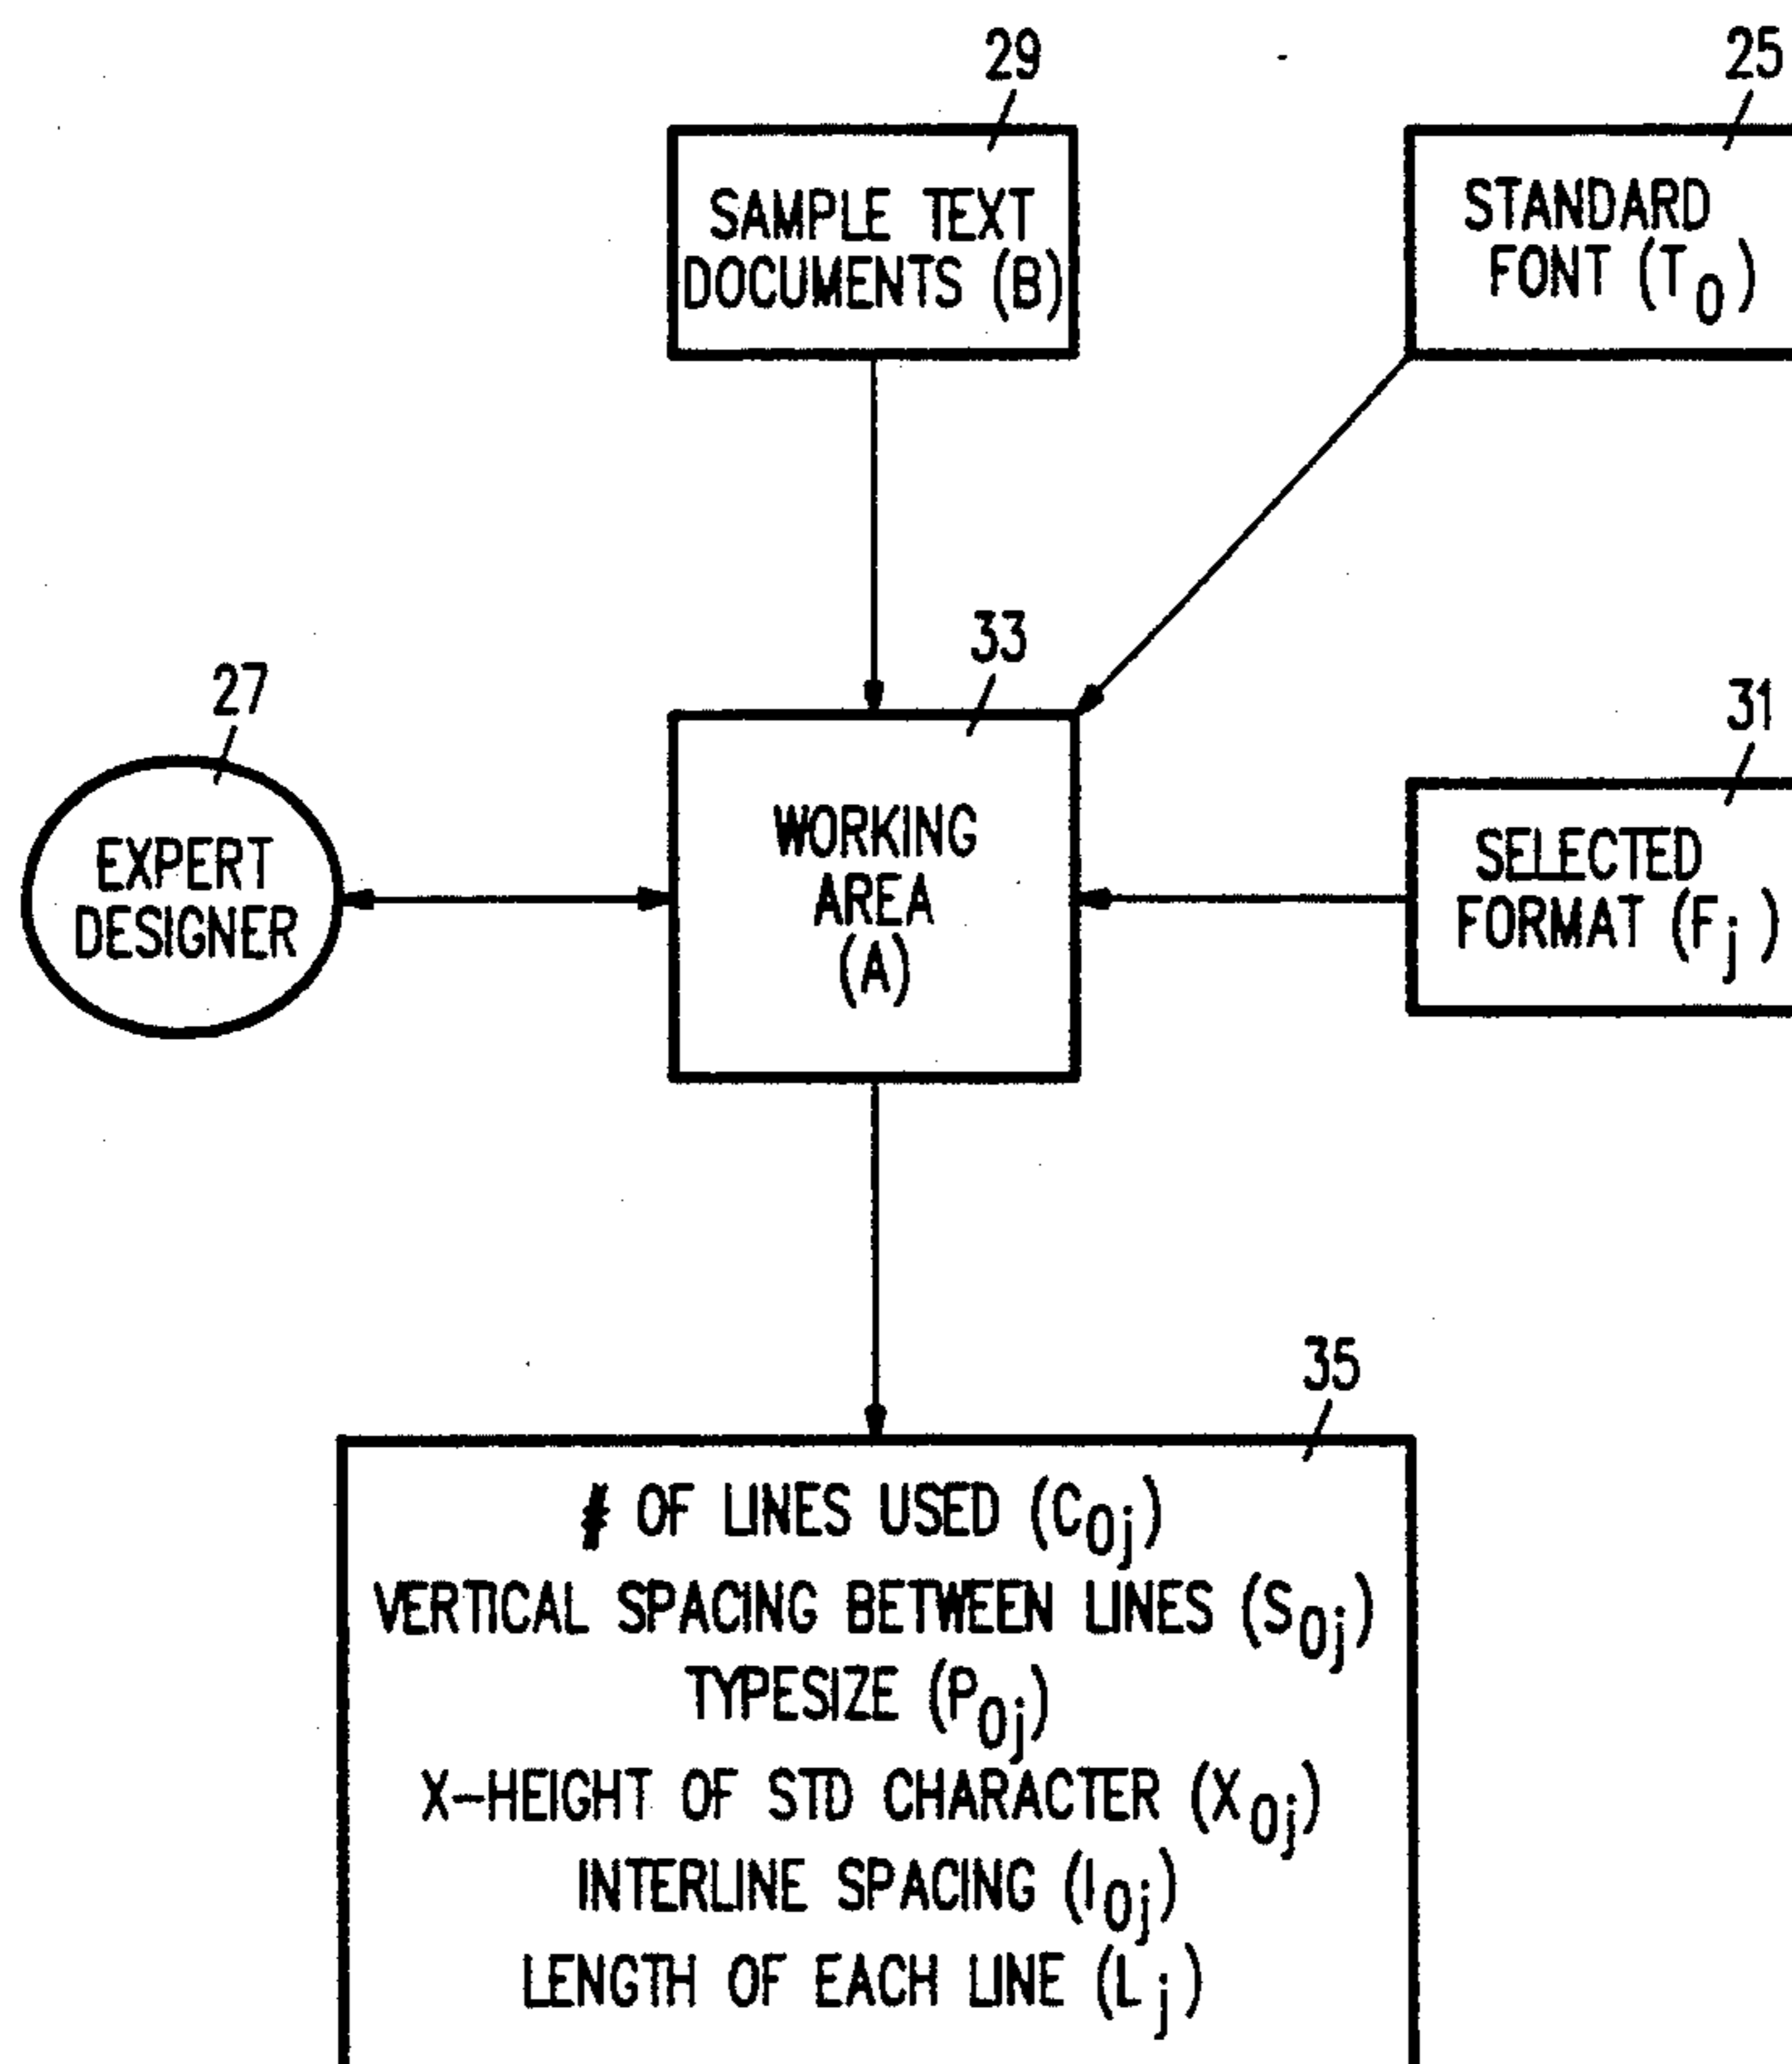 29
25
SAMPLE TEXT
DOCUMENTS (B)
STANDARD
FONT (T₀)
27
33
31
EXPERT
DESIGNER
WORKING
AREA
(A)
SELECTED
FORMAT (Fⱼ)
35
# OF LINES USED (C₀ⱼ)
VERTICAL SPACING BETWEEN LINES (S₀ⱼ)
TYPESIZE (P₀ⱼ)
X-HEIGHT OF STD CHARACTER (X₀ⱼ)
INTERLINE SPACING (I₀ⱼ)
LENGTH OF EACH LINE (Lⱼ)